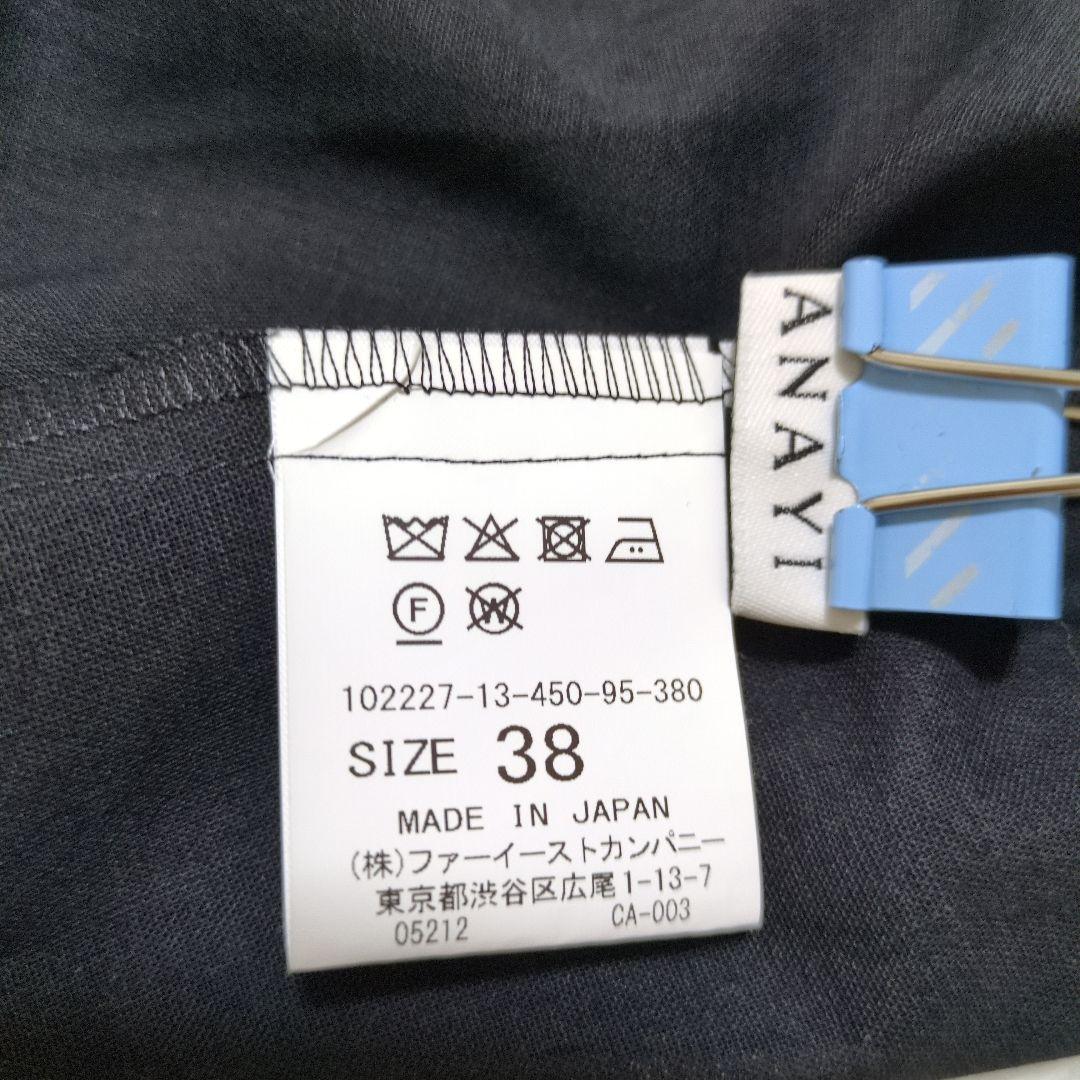 ANAYI
F
W
102227-13-450-95-380
SIZE 38
MADE IN JAPAN
(株)ファーイーストカンパニー
東京都渋谷区広尾1-13-7
05212 CA-003